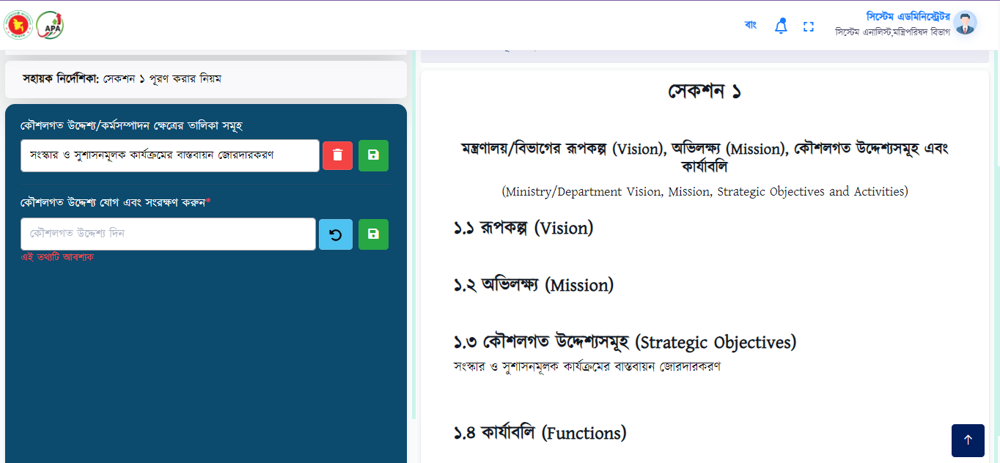 APA
বাং
সিস্টেম এডমিনিস্ট্রেটর
সিস্টেম এনালিস্ট,মন্ত্রিপরিষদ বিভাগ
সহায়ক নির্দেশিকা: সেকশন ১ পূরণ করার নিয়ম
কৌশলগত উদ্দেশ্য/কর্মসম্পাদন ক্ষেত্রের তালিকা সমূহ
সংস্কার ও সুশাসনমূলক কার্যক্রমের বাস্তবায়ন জোরদারকরণ
কৌশলগত উদ্দেশ্য যোগ এবং সংরক্ষণ করুন*
কৌশলগত উদ্দেশ্য দিন
এই তথ্যটি আবশ্যক
সেকশন ১
মন্ত্রণালয়/বিভাগের রূপকল্প (Vision), অভিলক্ষ্য (Mission), কৌশলগত উদ্দেশ্যসমূহ এবং
কার্যাবলি
(Ministry/Department Vision, Mission, Strategic Objectives and Activities)
১.১ রূপকল্প (Vision)
১.২ অভিলক্ষ্য (Mission)
১.৩ কৌশলগত উদ্দেশ্যসমূহ (Strategic Objectives)
সংস্কার ও সুশাসনমূলক কার্যক্রমের বাস্তবায়ন জোরদারকরণ
১.৪ কার্যাবলি (Functions)